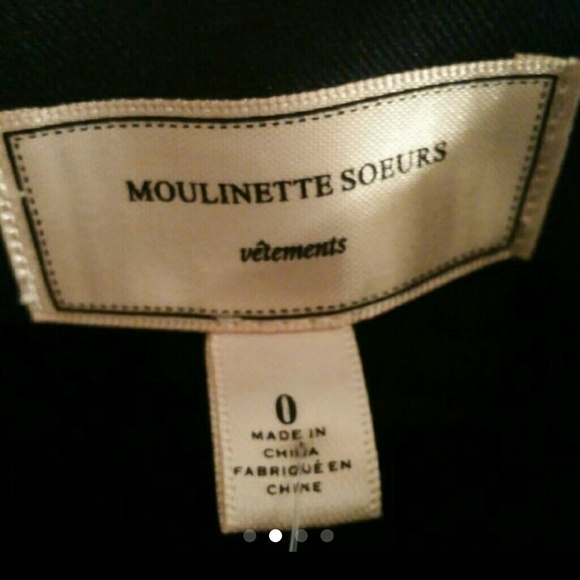 MOULINETTE SOEURS
vêtements
0
MADE IN
CHINA
FABRIQUÉ EN
CHINE